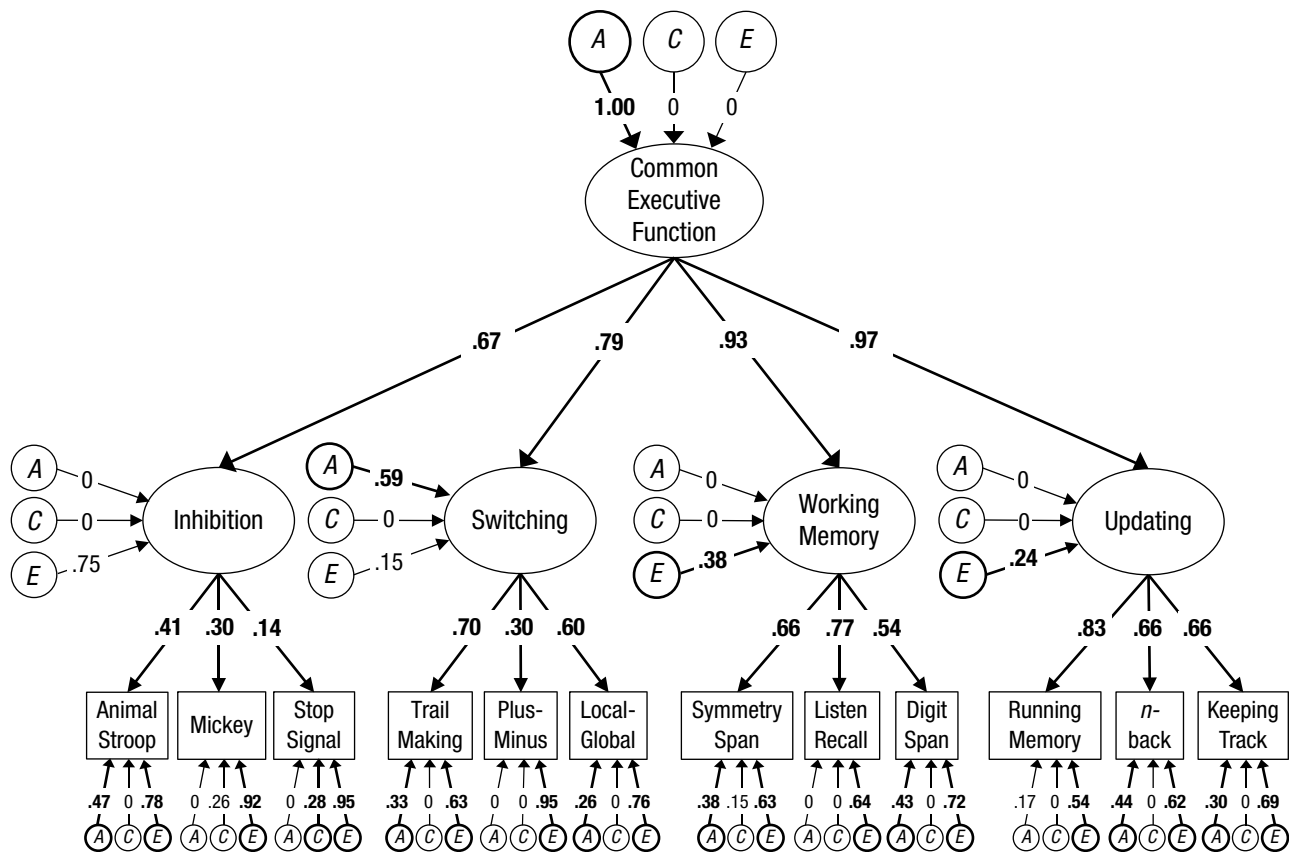 A C E
1.00 0 0
Common
Executive
Function
.67 .79 .93 .97
A 0 A .59 A 0 A 0
C 0 Inhibition C 0 Switching C 0 Working Memory C 0 Updating
E .75 E .15 E .38 E .24
.41 .30 .14 .70 .30 .60 .66 .77 .54 .83 .66 .66
Animal Stroop Mickey Stop Signal Trail Making Plus-Minus Local-Global Symmetry Span Listen Recall Digit Span Running Memory n-back Keeping Track
.47 0 .78 0 .26 .92 0 .28 .95 .33 0 .63 0 0 .95 .26 0 .76 .38 .15 .63 0 0 .64 .43 0 .72 .17 0 .54 .44 0 .62 .30 0 .69
A C E A C E A C E A C E A C E A C E A C E A C E A C E A C E A C E A C E